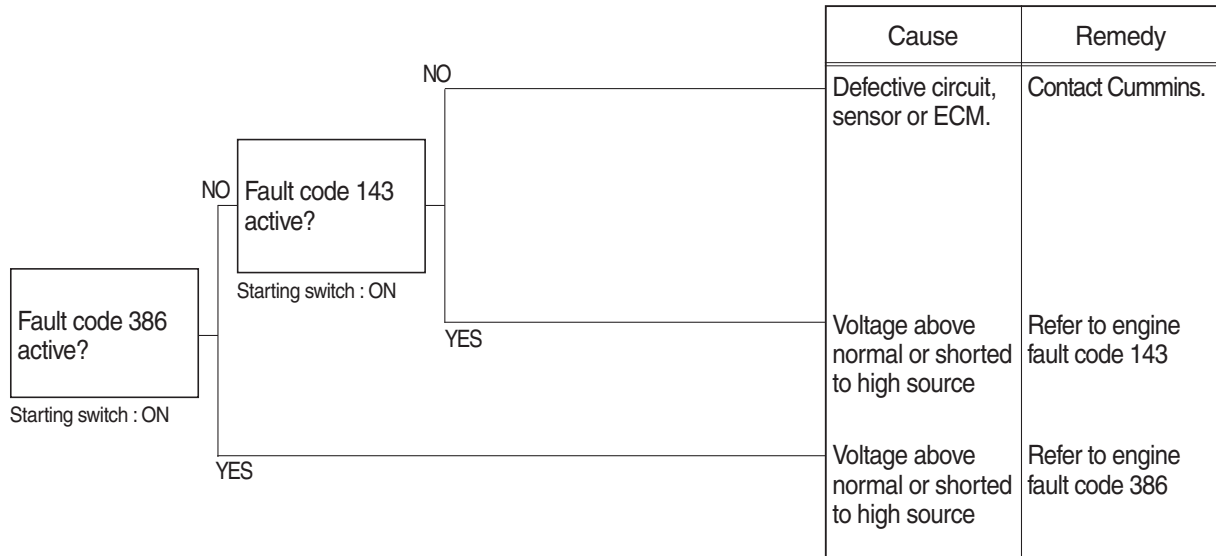 Cause
Remedy
NO
Defective circuit,
sensor or ECM.
Contact Cummins.
NO
Fault code 143
active?
Starting switch : ON
Fault code 386
active?
Starting switch : ON
YES
Voltage above
normal or shorted
to high source
Refer to engine
fault code 143
YES
Voltage above
normal or shorted
to high source
Refer to engine
fault code 386